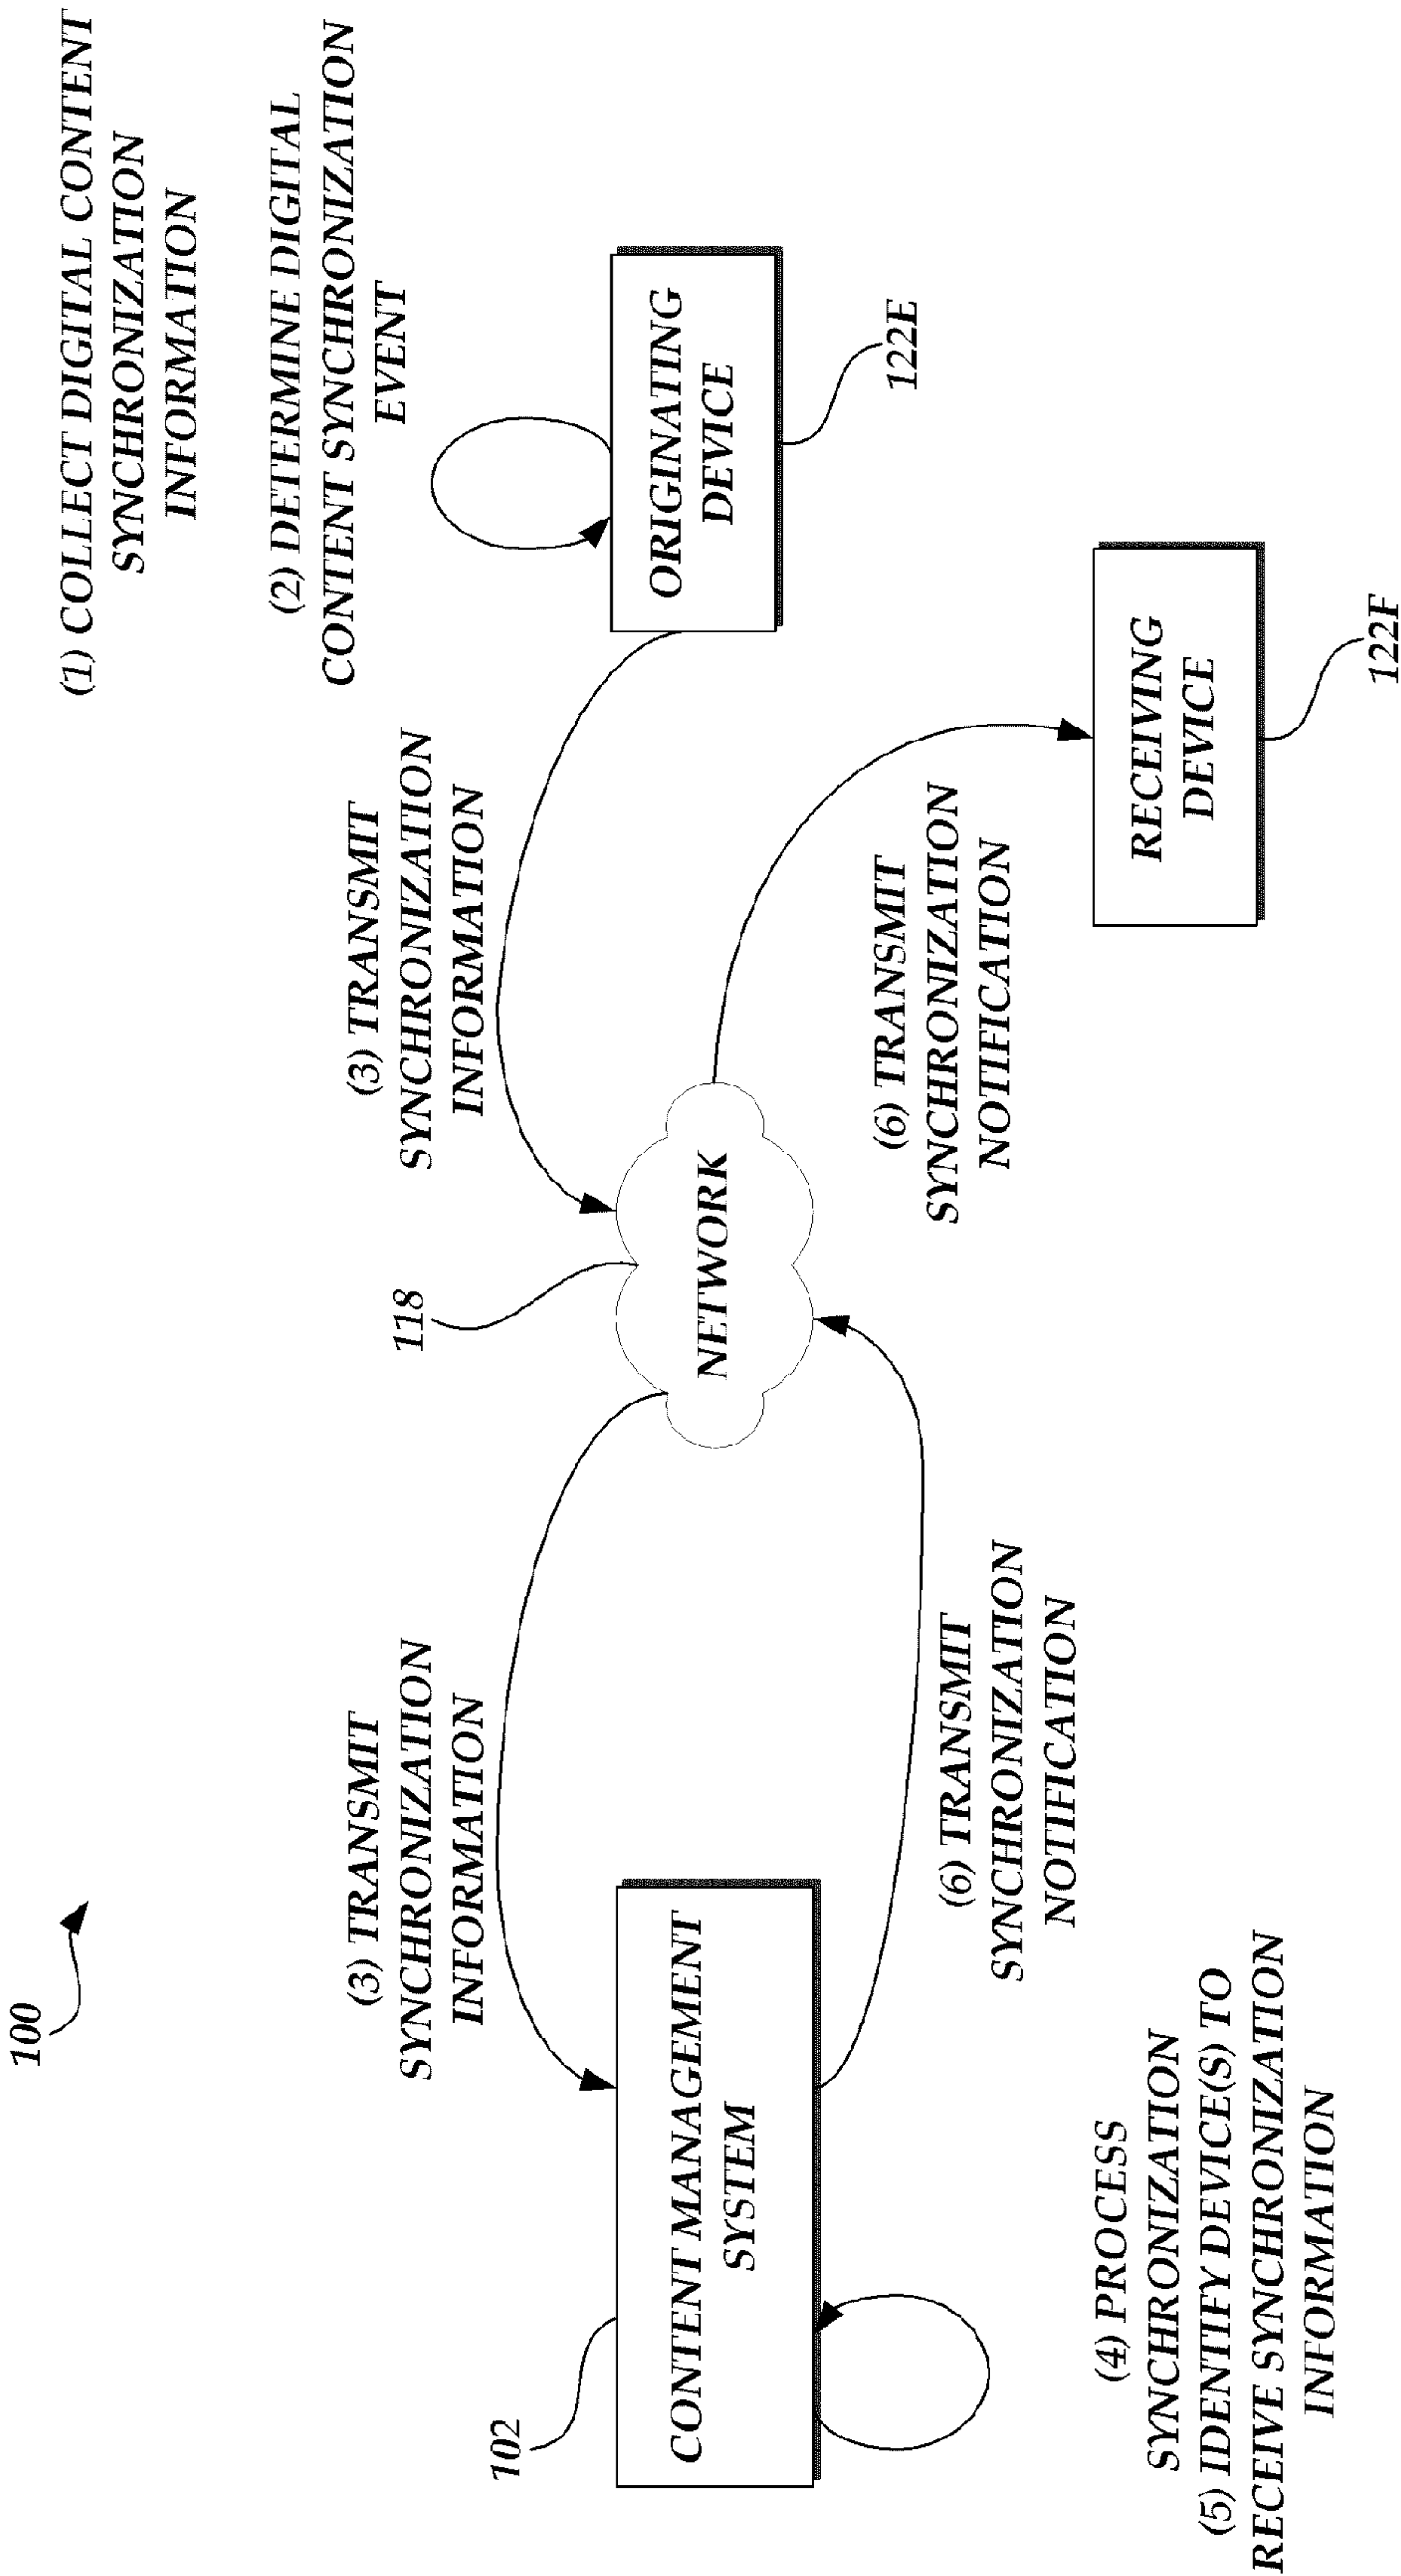 100
(1) COLLECT DIGITAL CONTENT
SYNCHRONIZATION
INFORMATION
(2) DETERMINE DIGITAL
CONTENT SYNCHRONIZATION
EVENT
(3) TRANSMIT
SYNCHRONIZATION
INFORMATION
118
(3) TRANSMIT
SYNCHRONIZATION
INFORMATION
102
CONTENT MANAGEMENT
SYSTEM
NETWORK
ORIGINATING
DEVICE
122E
(6) TRANSMIT
SYNCHRONIZATION
NOTIFICATION
(6) TRANSMIT
SYNCHRONIZATION
NOTIFICATION
(4) PROCESS
SYNCHRONIZATION
(5) IDENTIFY DEVICE(S) TO
RECEIVE SYNCHRONIZATION
INFORMATION
RECEIVING
DEVICE
122F